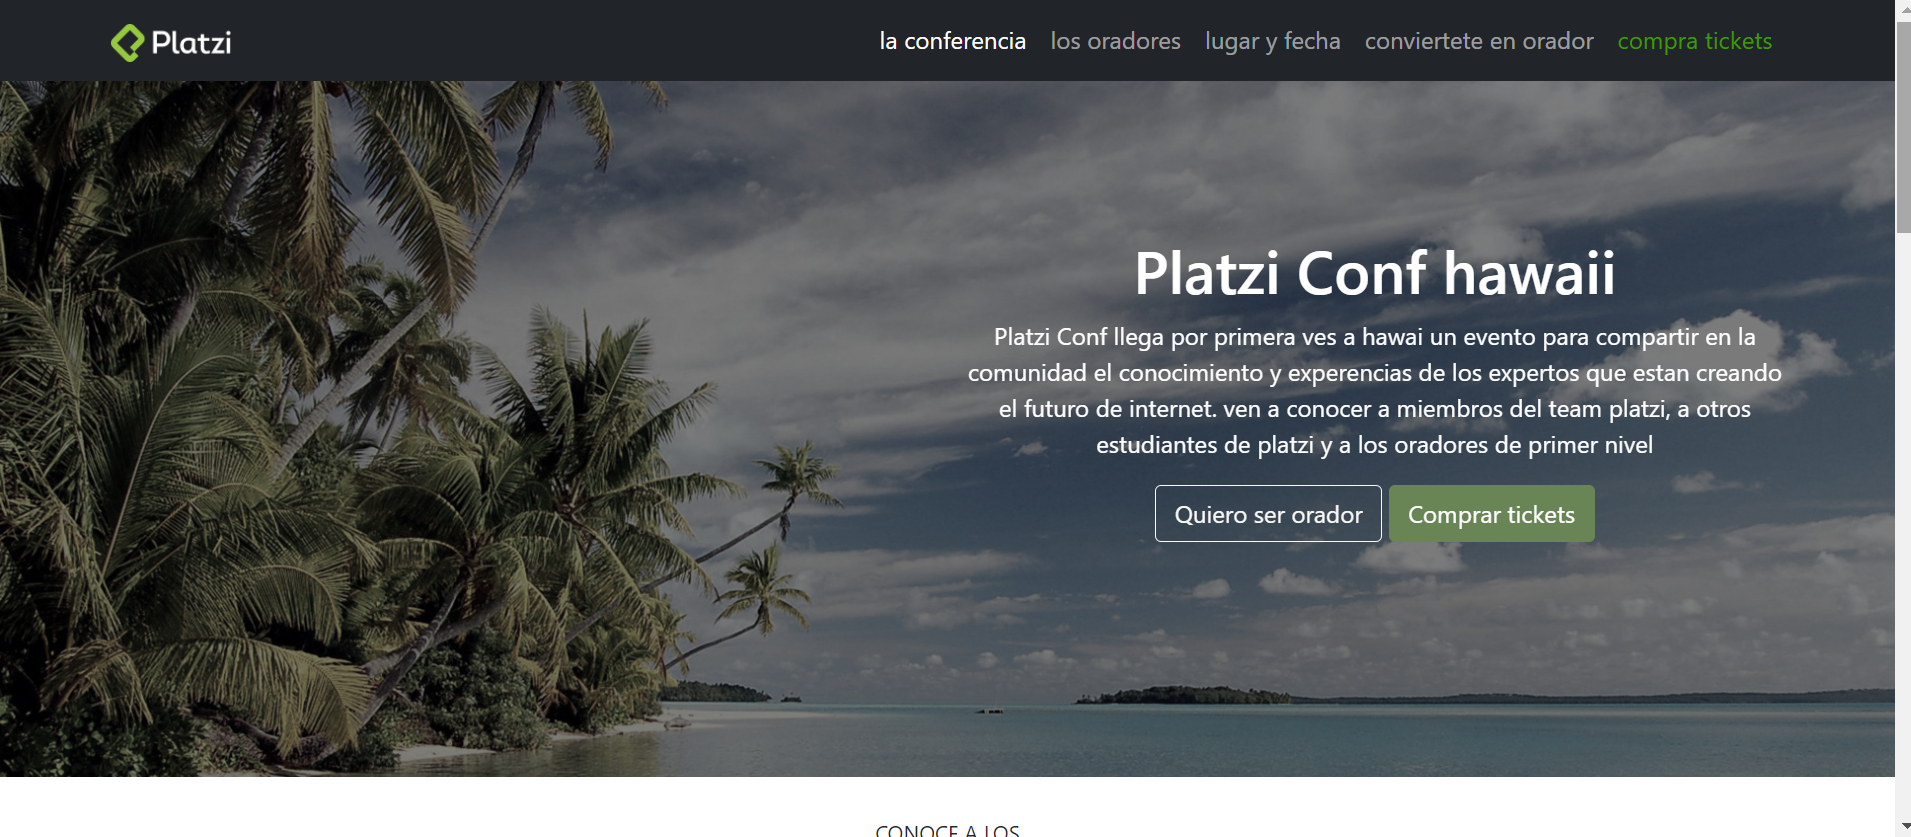 Platzi
la conferencia los oradores lugar y fecha conviertete en orador compra tickets
Platzi Conf hawaii
Platzi Conf llega por primera ves a hawai un evento para compartir en la
comunidad el conocimiento y experencias de los expertos que estan creando
el futuro de internet. ven a conocer a miembros del team platzi, a otros
estudiantes de platzi y a los oradores de primer nivel
Quiero ser orador Comprar tickets
CONOCE A LOS